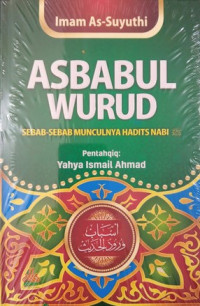 Imam As-Suyuthi
ASBABUL
WURUD
SEBAB-SEBAB MUNCULNYA HADITS NABI ﷺ
Pentahqiq:
Yahya Ismail Ahmad
أسباب
ورود الحديث